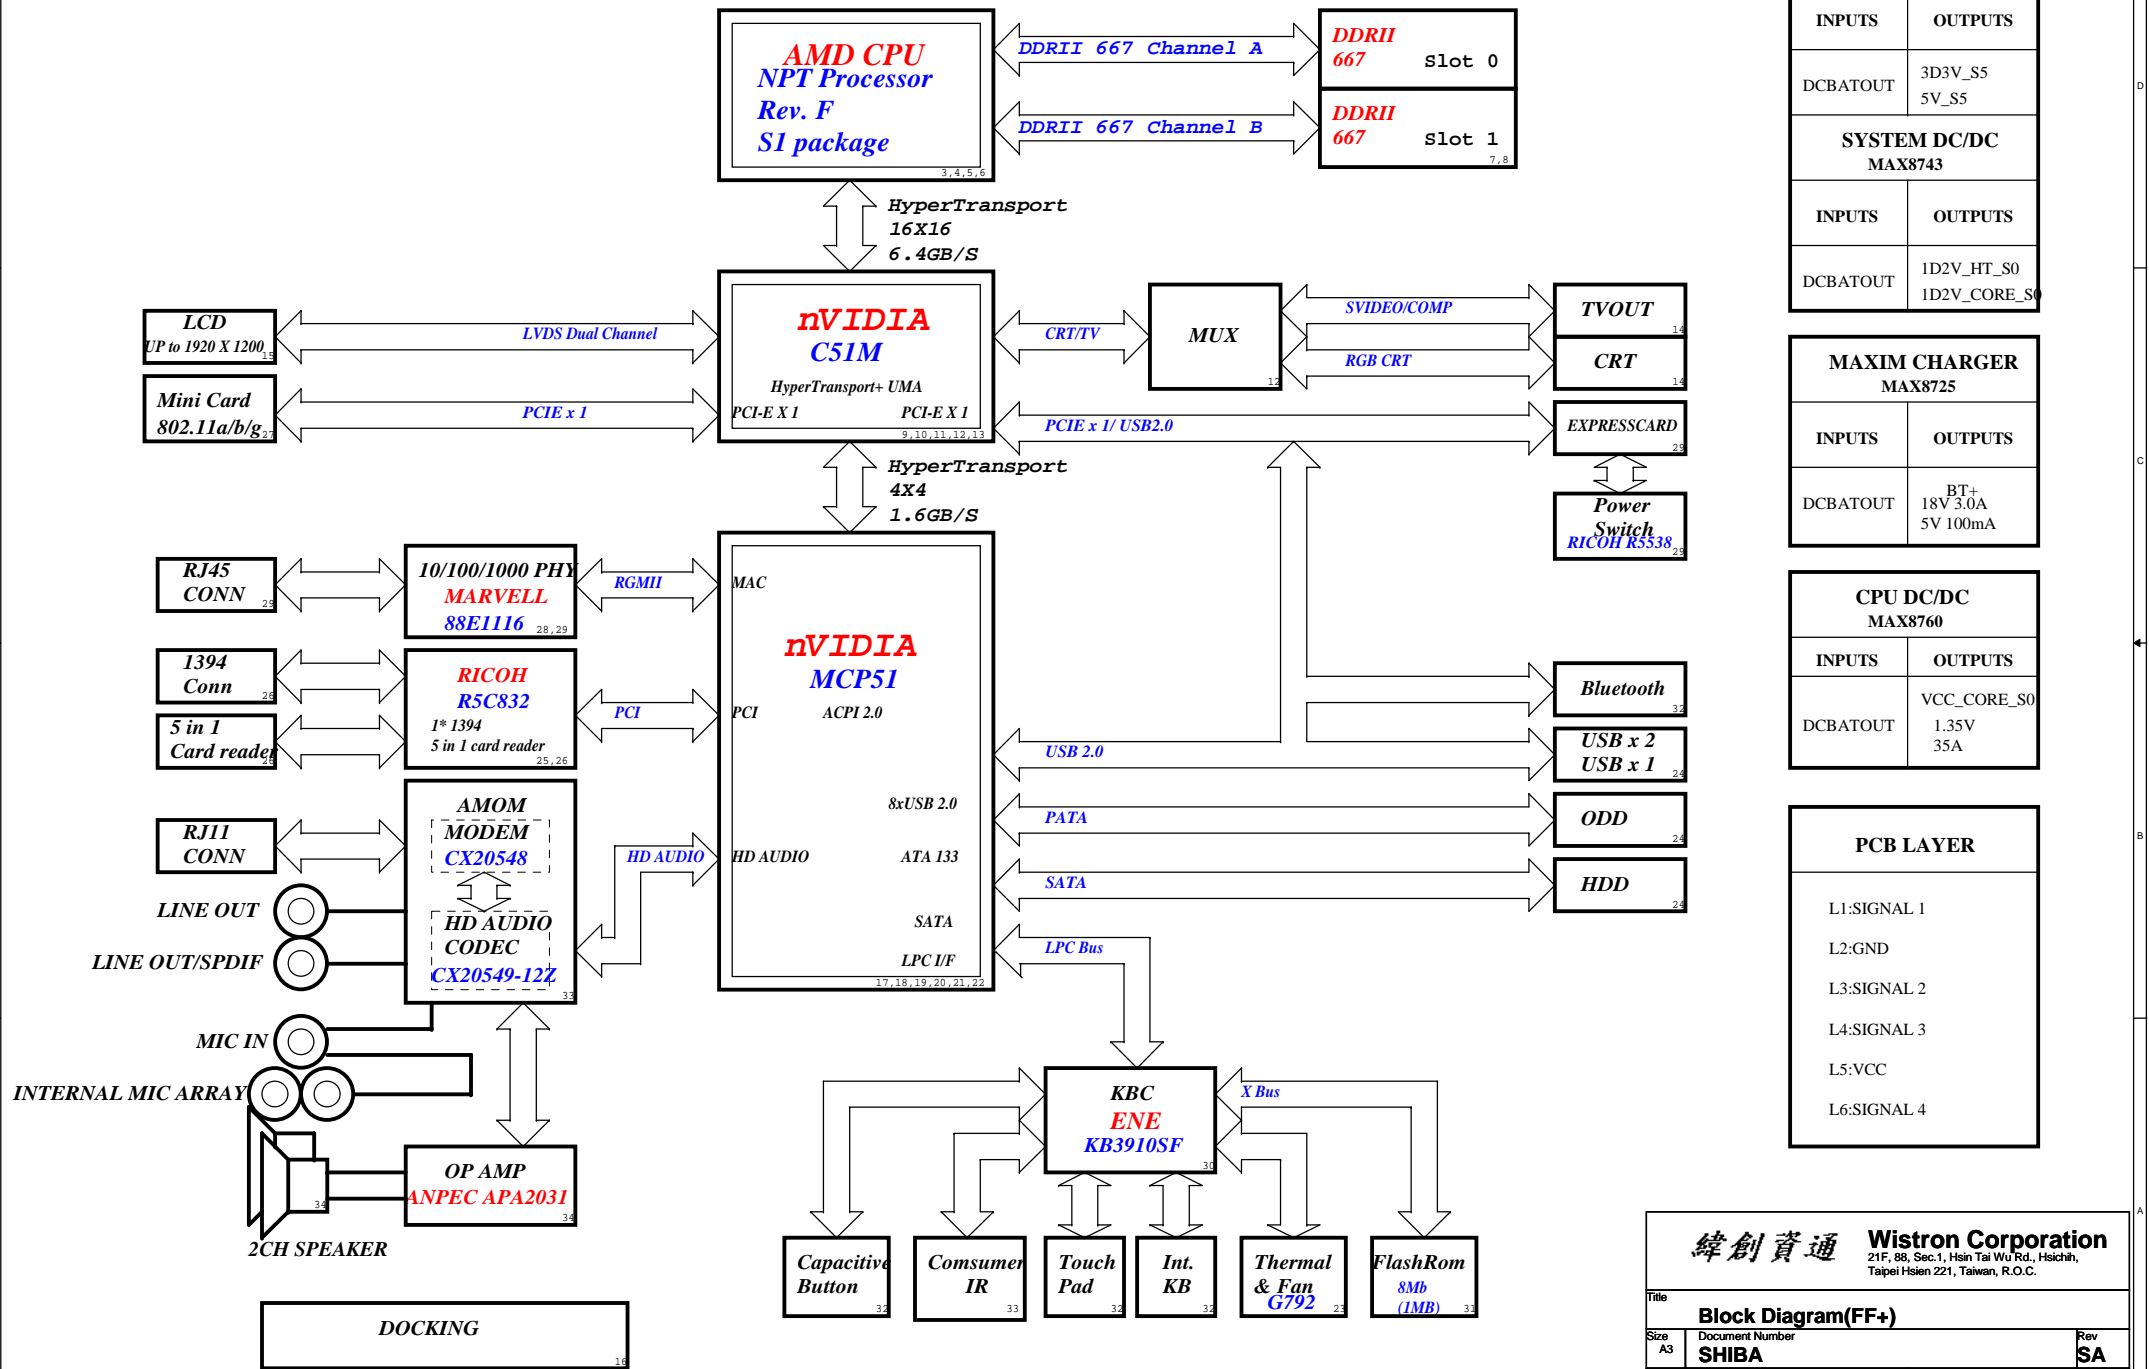 AMD CPU
NPT Processor
Rev. F
S1 package
3,4,5,6
DDRII 667 Channel A
DDRII 667 Channel B
DDRII
667 Slot 0
DDRII
667 Slot 1
7,8
HyperTransport
16X16
6.4GB/S
LCD
UP to 1920 X 1200
15
Mini Card
802.11a/b/g
27
LVDS Dual Channel
PCIE x 1
nVIDIA
C51M
HyperTransport+ UMA
PCI-E X 1 PCI-E X 1
9,10,11,12,13
CRT/TV
MUX
12
SVIDEO/COMP
RGB CRT
TVOUT
14
CRT
14
PCIE x 1/ USB2.0
EXPRESSCARD
29
Power
Switch
RICOH R5538
29
HyperTransport
4X4
1.6GB/S
RJ45
CONN
29
10/100/1000 PHY
MARVELL
88E1116
28,29
RGMII
1394
Conn
26
5 in 1
Card reader
26
RICOH
R5C832
1* 1394
5 in 1 card reader
25,26
PCI
RJ11
CONN
AMOM
MODEM
CX20548
HD AUDIO
CODEC
CX20549-12Z
33
HD AUDIO
nVIDIA
MCP51
ACPI 2.0
MAC
PCI
HD AUDIO
8xUSB 2.0
ATA 133
SATA
LPC I/F
17,18,19,20,21,22
USB 2.0
PATA
SATA
LPC Bus
Bluetooth
32
USB x 2
USB x 1
24
ODD
24
HDD
24
LINE OUT
LINE OUT/SPDIF
MIC IN
INTERNAL MIC ARRAY
34
2CH SPEAKER
OP AMP
ANPEC APA2031
34
KBC
ENE
KB3910SF
30
X Bus
Capacitive
Button
32
Comsumer
IR
33
Touch
Pad
32
Int.
KB
32
Thermal
& Fan
G792
23
FlashRom
8Mb
(1MB)
31
DOCKING
16
INPUTS OUTPUTS
DCBATOUT
3D3V_S5
5V_S5
SYSTEM DC/DC
MAX8743
INPUTS OUTPUTS
DCBATOUT
1D2V_HT_S0
1D2V_CORE_S0
MAXIM CHARGER
MAX8725
INPUTS OUTPUTS
DCBATOUT
BT+
18V 3.0A
5V 100mA
CPU DC/DC
MAX8760
INPUTS OUTPUTS
DCBATOUT
VCC_CORE_S0
1.35V
35A
PCB LAYER
L1:SIGNAL 1
L2:GND
L3:SIGNAL 2
L4:SIGNAL 3
L5:VCC
L6:SIGNAL 4
D
C
B
A
緯創資通
Wistron Corporation
21F, 88, Sec.1, Hsin Tai Wu Rd., Hsichih,
Taipei Hsien 221, Taiwan, R.O.C.
Title
Block Diagram(FF+)
Size
A3
Document Number
SHIBA
Rev
SA